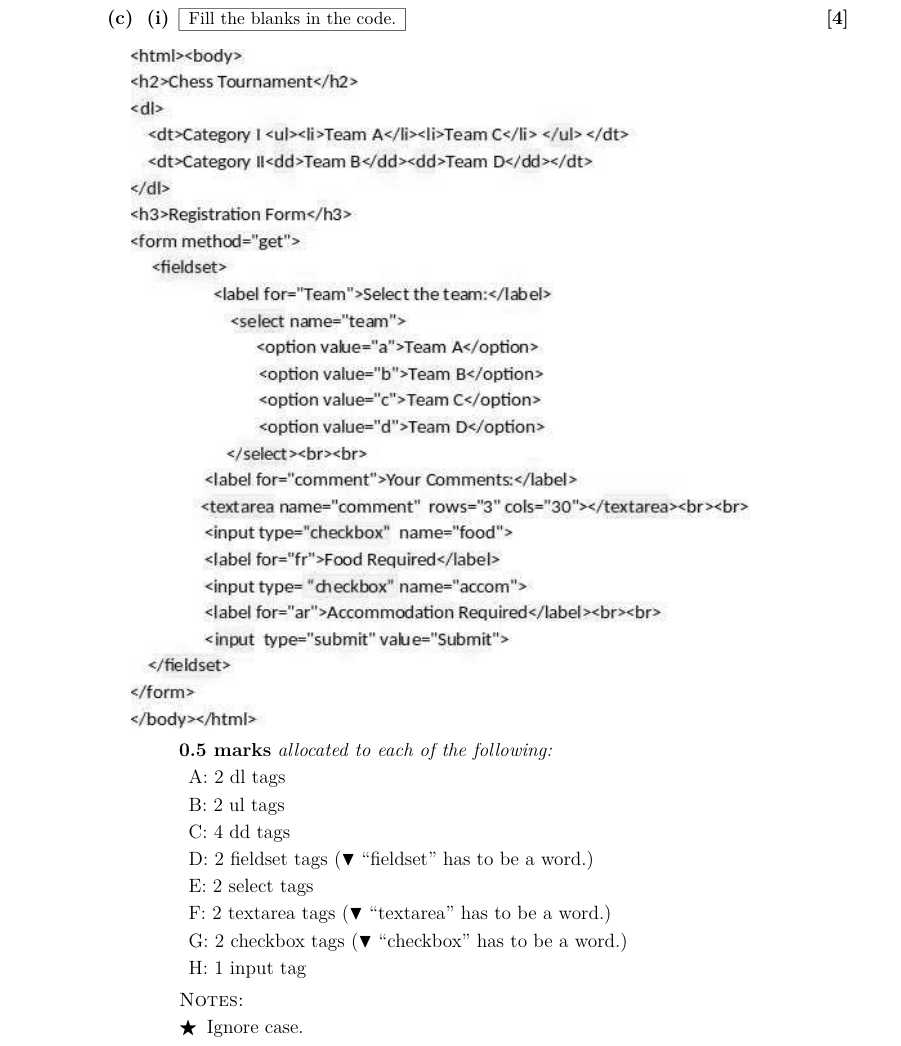 (c) (i) Fill the blanks in the code. [4]
<html><body>
<h2>Chess Tournament</h2>
<dl>
<dt>Category I <ul><li>Team A</li><li>Team C</li> </ul> </dt>
<dt>Category II<dd>Team B</dd><dd>Team D</dd></dt>
</dl>
<h3>Registration Form</h3>
<form method="get">
<fieldset>
<label for="Team">Select the team:</label>
<select name="team">
<option value="a">Team A</option>
<option value="b">Team B</option>
<option value="c">Team C</option>
<option value="d">Team D</option>
</select><br><br>
<label for="comment">Your Comments:</label>
<textarea name="comment" rows="3" cols="30"></textarea><br><br>
<input type="checkbox" name="food">
<label for="fr">Food Required</label>
<input type= "checkbox" name="accom">
<label for="ar">Accommodation Required</label><br><br>
<input type="submit" value="Submit">
</fieldset>
</form>
</body></html>
0.5 marks allocated to each of the following:
A: 2 dl tags
B: 2 ul tags
C: 4 dd tags
D: 2 fieldset tags (▼ “fieldset” has to be a word.)
E: 2 select tags
F: 2 textarea tags (▼ “textarea” has to be a word.)
G: 2 checkbox tags (▼ “checkbox” has to be a word.)
H: 1 input tag
NOTES:
★ Ignore case.